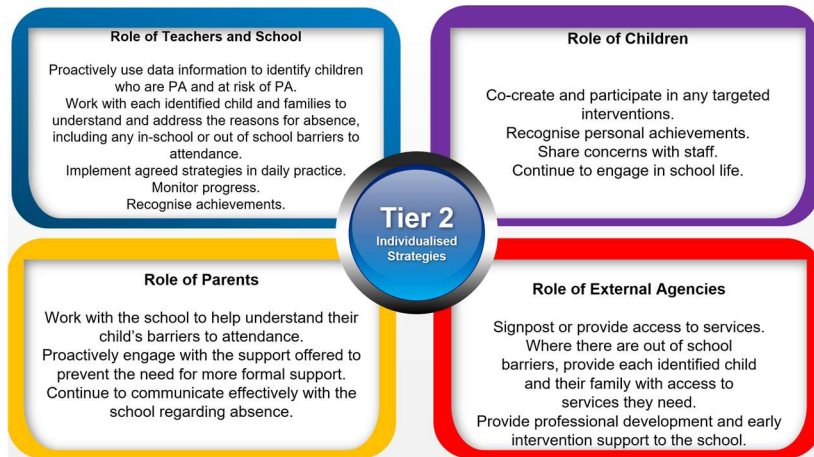 Role of Teachers and School
Proactively use data information to identify children
who are PA and at risk of PA.
Work with each identified child and families to
understand and address the reasons for absence,
including any in-school or out of school barriers to
attendance.
Implement agreed strategies in daily practice.
Monitor progress.
Recognise achievements.
Role of Children
Co-create and participate in any targeted
interventions.
Recognise personal achievements.
Share concerns with staff.
Continue to engage in school life.
Tier 2
Individualised
Strategies
Role of Parents
Work with the school to help understand their
child's barriers to attendance.
Proactively engage with the support offered to
prevent the need for more formal support.
Continue to communicate effectively with the
school regarding absence.
Role of External Agencies
Signpost or provide access to services.
Where there are out of school
barriers, provide each identified child
and their family with access to
services they need.
Provide professional development and early
intervention support to the school.